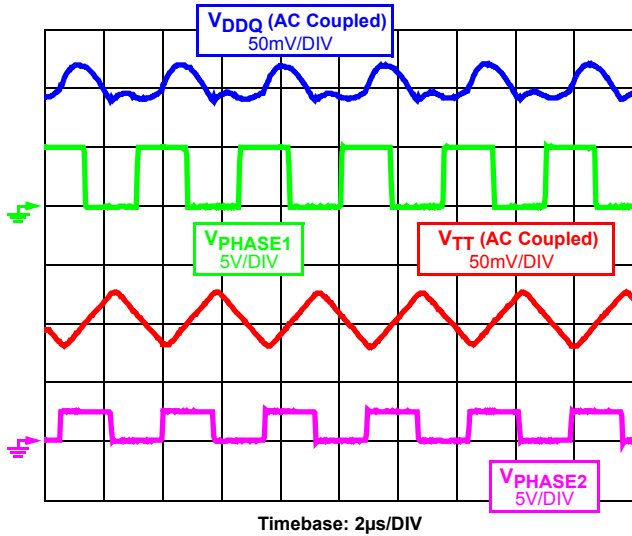 VDDQ (AC Coupled)
50mV/DIV
VPHASE1
5V/DIV
VTT (AC Coupled)
50mV/DIV
VPHASE2
5V/DIV
Timebase: 2µs/DIV